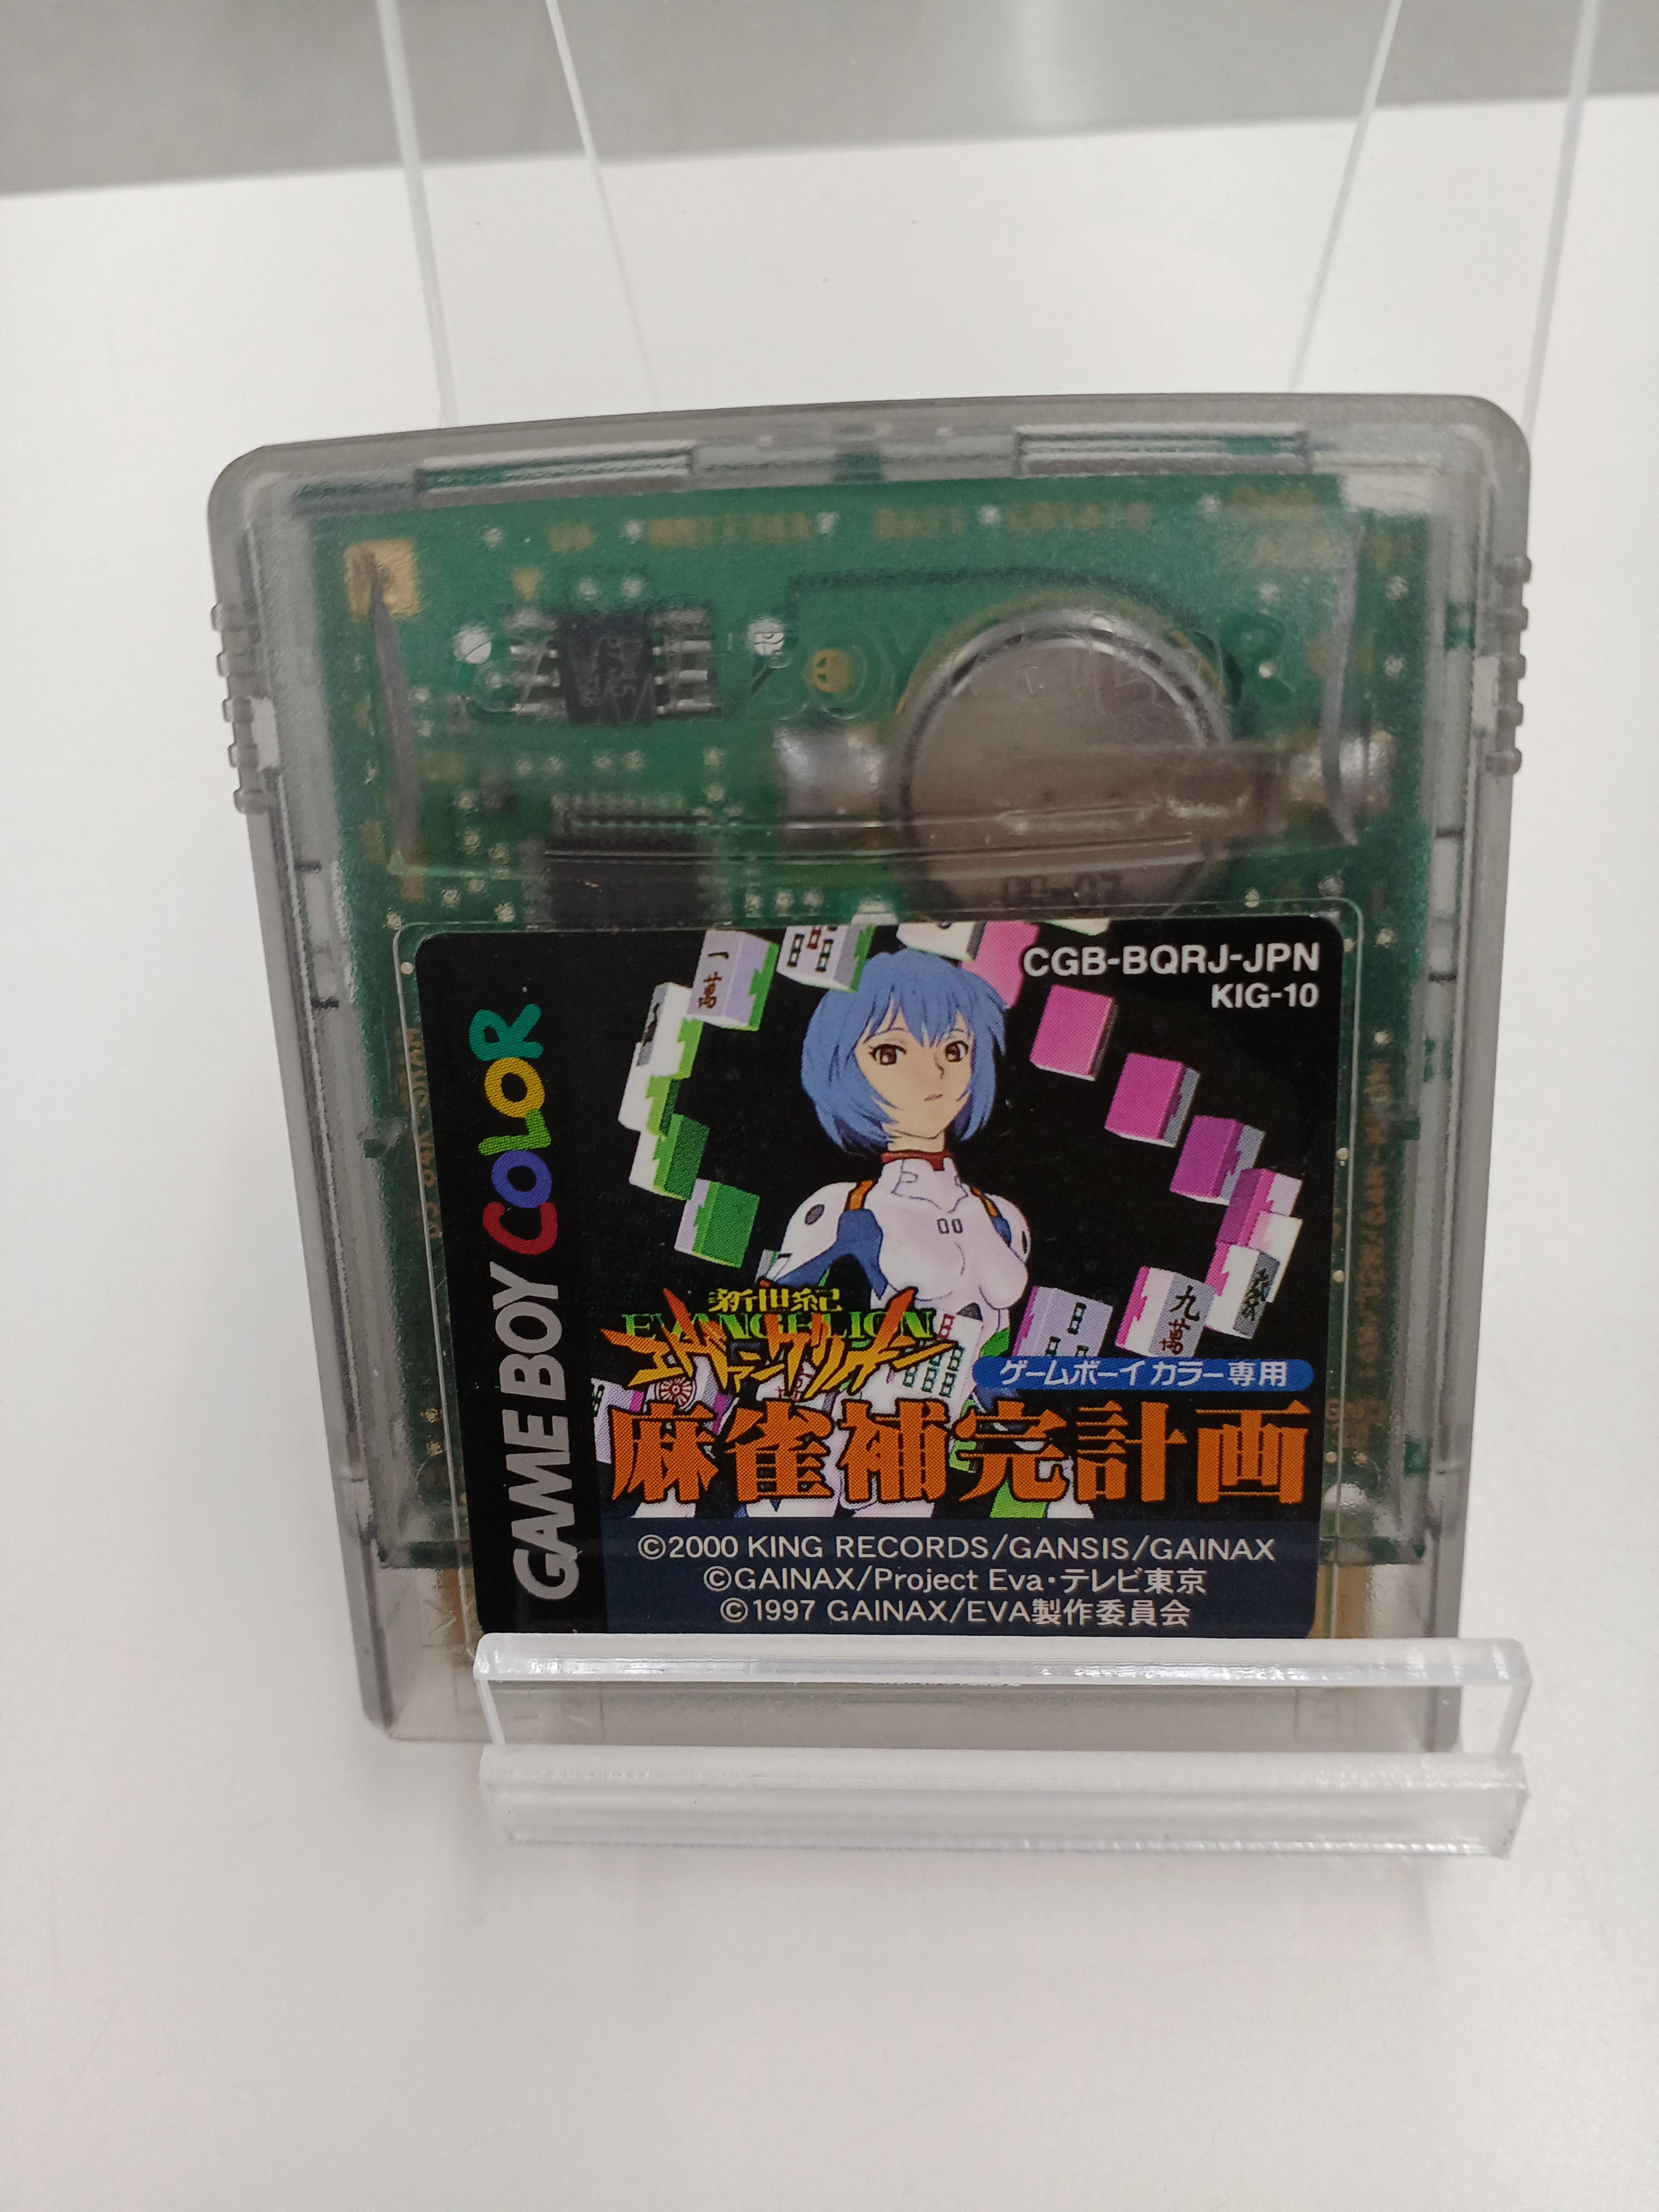 GAME BOY COLOR
CGB-BQRJ-JPN
KIG-10
00
九萬
新世紀
EVANGELION
エヴァンゲリオン
ゲームボーイカラー専用
麻雀補完計画
©2000 KING RECORDS/GANSIS/GAINAX
©GAINAX/Project Eva・テレビ東京
©1997 GAINAX/EVA製作委員会